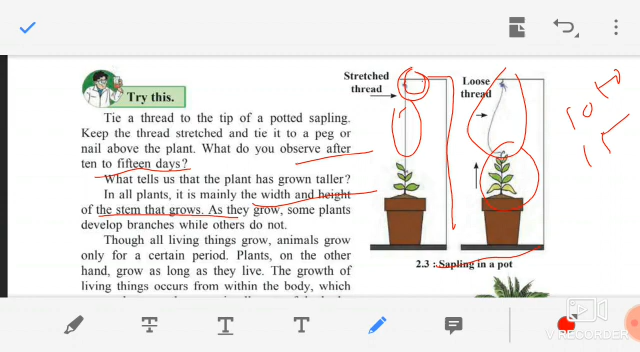 Try this.
Tie a thread to the tip of a potted sapling.
Keep the thread stretched and tie it to a peg or
nail above the plant. What do you observe after
ten to fifteen days?
What tells us that the plant has grown taller?
In all plants, it is mainly the width and height
of the stem that grows. As they grow, some plants
develop branches while others do not.
Though all living things grow, animals grow
only for a certain period. Plants, on the other
hand, grow as long as they live. The growth of
living things occurs from within the body, which
Stretched
thread
Loose
thread
10 to
15
2.3 : Sapling in a pot
V RECORDER
T
T
T